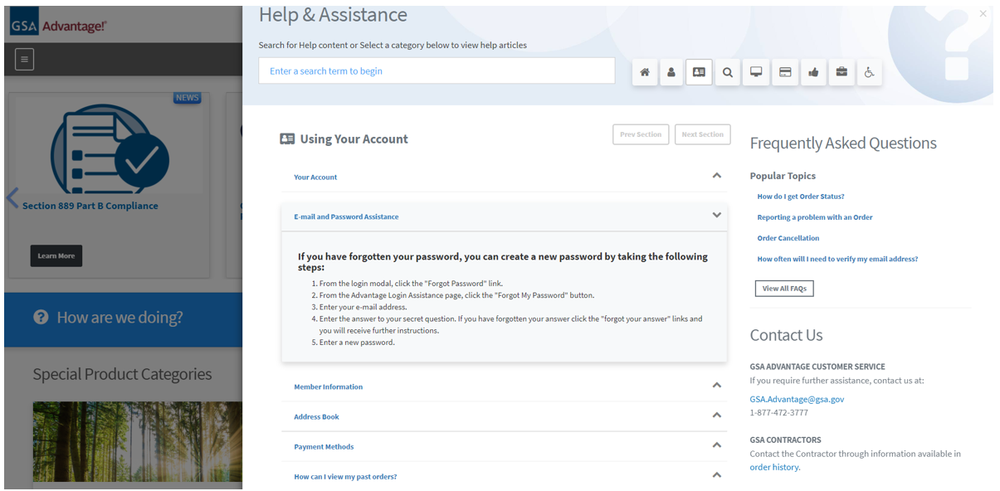 GSA Advantage!®
NEWS
Section 889 Part B Compliance
Learn More
How are we doing?
Special Product Categories
Help & Assistance
Search for Help content or Select a category below to view help articles
Enter a search term to begin
Using Your Account
Prev Section
Next Section
Your Account
E-mail and Password Assistance
If you have forgotten your password, you can create a new password by taking the following
steps:
1. From the login modal, click the "Forgot Password" link.
2. From the Advantage Login Assistance page, click the "Forgot My Password" button.
3. Enter your e-mail address.
4. Enter the answer to your secret question. If you have forgotten your answer click the "forgot your answer" links and
you will receive further instructions.
5. Enter a new password.
Member Information
Address Book
Payment Methods
How can I view my past orders?
Frequently Asked Questions
Popular Topics
How do I get Order Status?
Reporting a problem with an Order
Order Cancellation
How often will I need to verify my email address?
View All FAQs
Contact Us
GSA ADVANTAGE CUSTOMER SERVICE
If you require further assistance, contact us at:
GSA.Advantage@gsa.gov
1-877-472-3777
GSA CONTRACTORS
Contact the Contractor through information available in
order history.